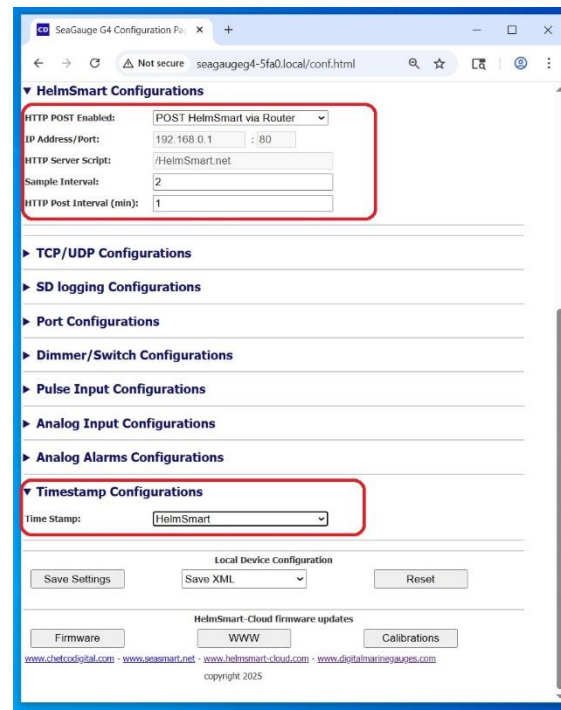 SeaGauge G4 Configuration Pa
Not secure seagaugeg4-5fa0.local/conf.html
HelmSmart Configurations
HTTP POST Enabled: POST HelmSmart via Router
IP Address/Port: 192.168.0.1 : 80
HTTP Server Script: /HelmSmart.net
Sample Interval: 2
HTTP Post Interval (min): 1
TCP/UDP Configurations
SD logging Configurations
Port Configurations
Dimmer/Switch Configurations
Pulse Input Configurations
Analog Input Configurations
Analog Alarms Configurations
Timestamp Configurations
Time Stamp: HelmSmart
Local Device Configuration
Save Settings Save XML Reset
HelmSmart-Cloud firmware updates
Firmware WWW Calibrations
www.chetcodigital.com - www.seasmart.net - www.helmsmart-cloud.com - www.digitalmarinegauges.com
copyright 2025